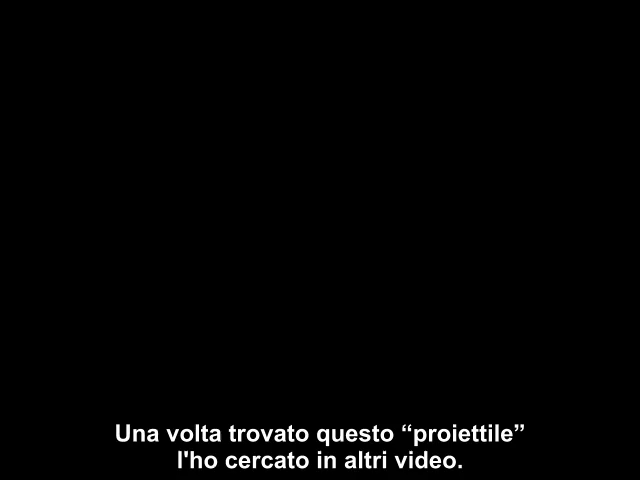 Una volta trovato questo “proiettile”
l'ho cercato in altri video.